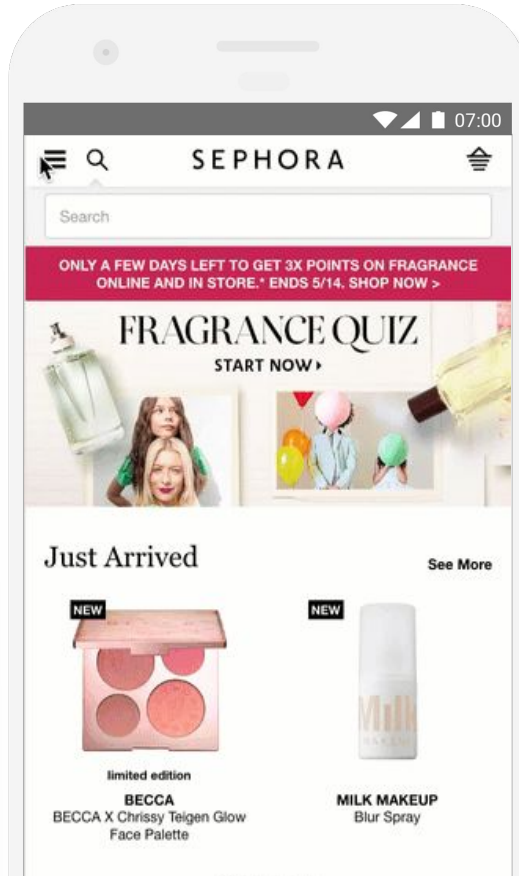 07:00
SEPHORA
Search
ONLY A FEW DAYS LEFT TO GET 3X POINTS ON FRAGRANCE
ONLINE AND IN STORE.* ENDS 5/14. SHOP NOW >
FRAGRANCE QUIZ
START NOW
Just Arrived
See More
NEW
NEW
Milk
MAKEUP
limited edition
BECCA
BECCA X Chrissy Teigen Glow
Face Palette
MILK MAKEUP
Blur Spray